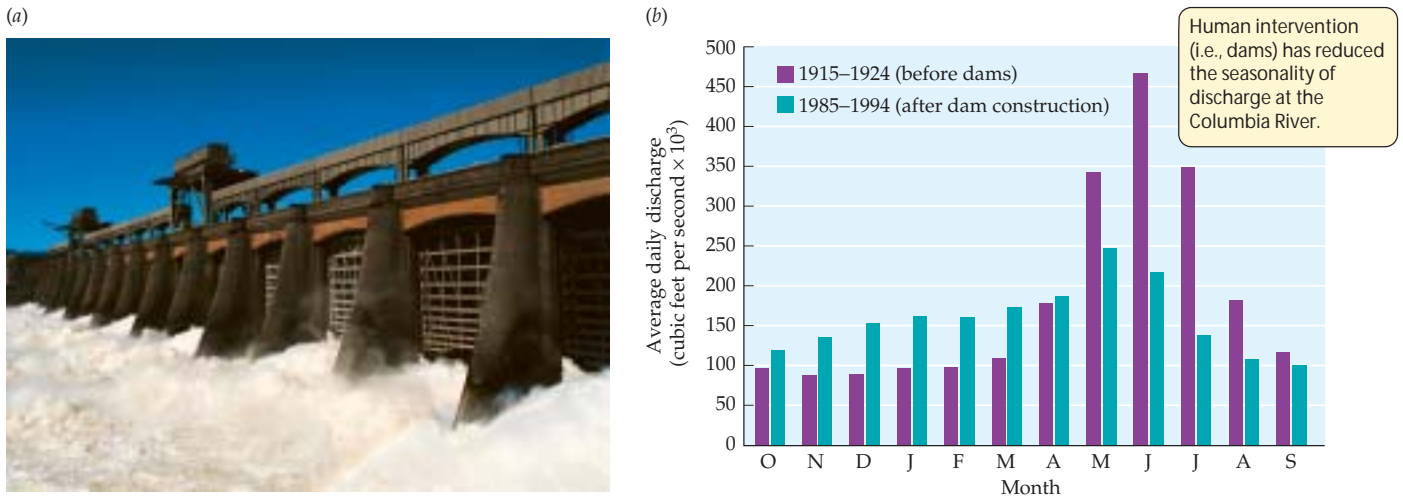 (a)
(b)
Human intervention
(i.e., dams) has reduced
the seasonality of
discharge at the
Columbia River.
1915–1924 (before dams)
1985–1994 (after dam construction)
Average daily discharge
(cubic feet per second × 10³)
500
450
400
350
300
250
200
150
100
50
0
O N D J F M A M J J A S
Month